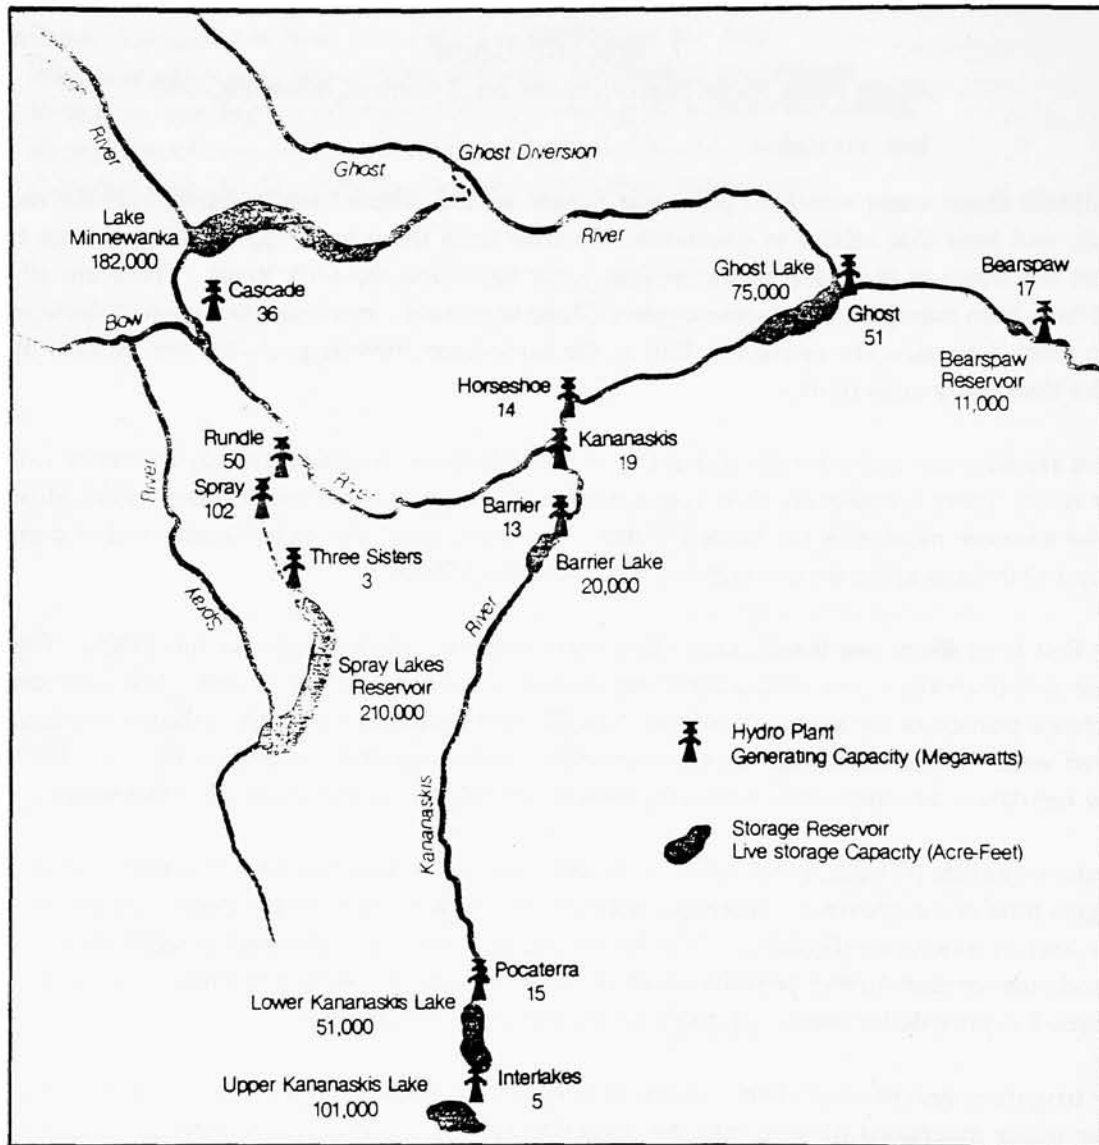 River
Ghost
Ghost Diversion
River
Lake
Minnewanka
182,000
Cascade
36
Ghost Lake
75,000
Bearspaw
17
Ghost
51
Bearspaw
Reservoir
11,000
Bow
Horseshoe
14
Rundle
50
Kananaskis
19
River
Spray
102
Barrier
13
River
Three Sisters
3
Barrier Lake
20,000
River
Spray
Spray Lakes
Reservoir
210,000
Hydro Plant
Generating Capacity (Megawatts)
Kananaskis
Storage Reservoir
Live storage Capacity (Acre-Feet)
Pocaterra
15
Lower Kananaskis Lake
51,000
Interlakes
5
Upper Kananaskis Lake
101,000